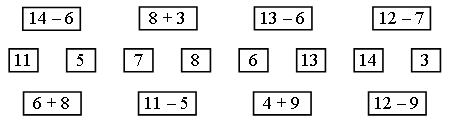 14 – 6 8 + 3 13 – 6 12 – 7
11 5 7 8 6 13 14 3
6 + 8 11 – 5 4 + 9 12 – 9